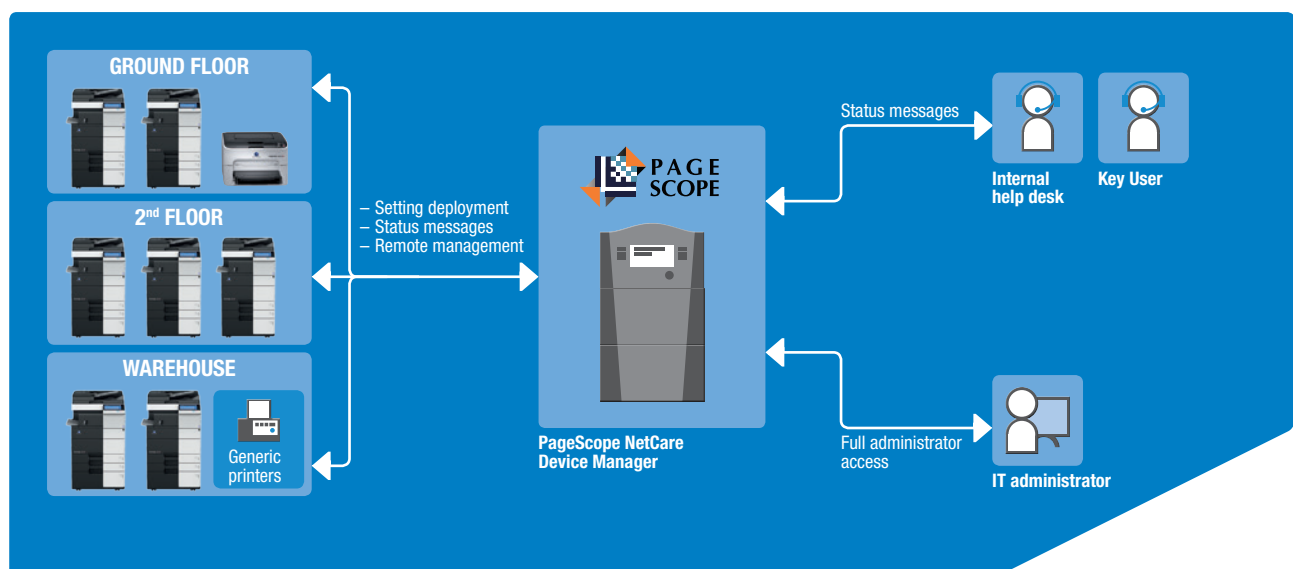 GROUND FLOOR
2nd FLOOR
WAREHOUSE
Generic
printers
– Setting deployment
– Status messages
– Remote management
PAGE
SCOPE
PageScope NetCare
Device Manager
Status messages
Internal
help desk
Key User
Full administrator
access
IT administrator